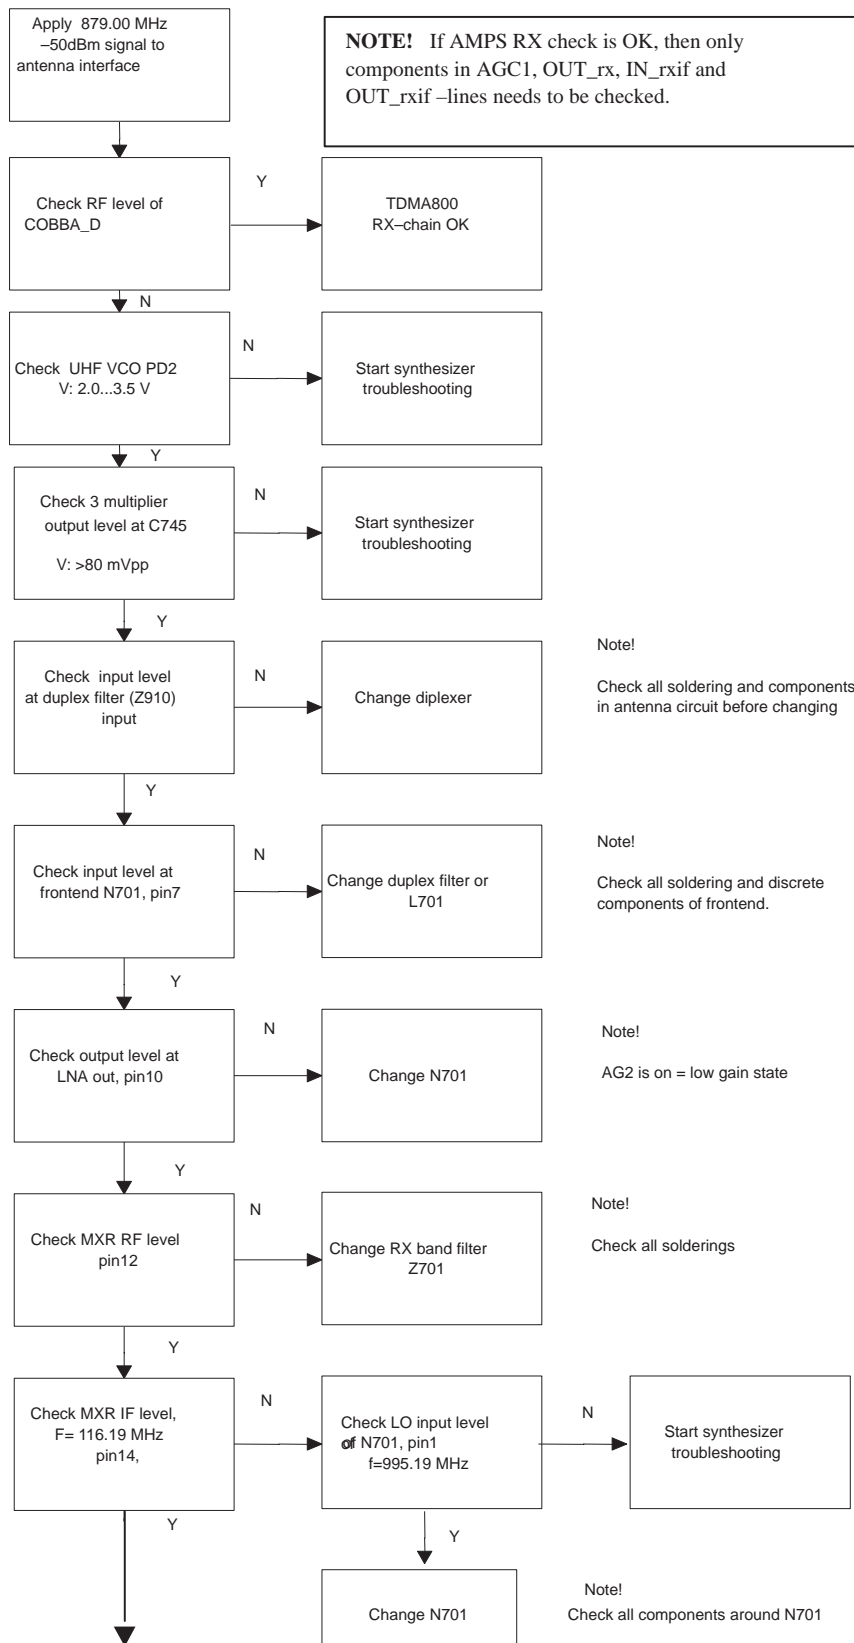 Apply 879.00 MHz
–50dBm signal to
antenna interface
NOTE! If AMPS RX check is OK, then only
components in AGC1, OUT_rx, IN_rxif and
OUT_rxif –lines needs to be checked.
Check RF level of
COBBA_D
Y
TDMA800
RX–chain OK
N
Check UHF VCO PD2
V: 2.0...3.5 V
N
Start synthesizer
troubleshooting
Y
Check 3 multiplier
output level at C745
V: >80 mVpp
N
Start synthesizer
troubleshooting
Y
Check input level
at duplex filter (Z910)
input
N
Change diplexer
Note!
Check all soldering and components
in antenna circuit before changing
Y
Check input level at
frontend N701, pin7
N
Change duplex filter or
L701
Note!
Check all soldering and discrete
components of frontend.
Y
Check output level at
LNA out, pin10
N
Change N701
Note!
AG2 is on = low gain state
Y
Check MXR RF level
pin12
N
Change RX band filter
Z701
Note!
Check all solderings
Y
Check MXR IF level,
F= 116.19 MHz
pin14,
N
Check LO input level
of N701, pin1
f=995.19 MHz
N
Start synthesizer
troubleshooting
Y
Y
Change N701
Note!
Check all components around N701